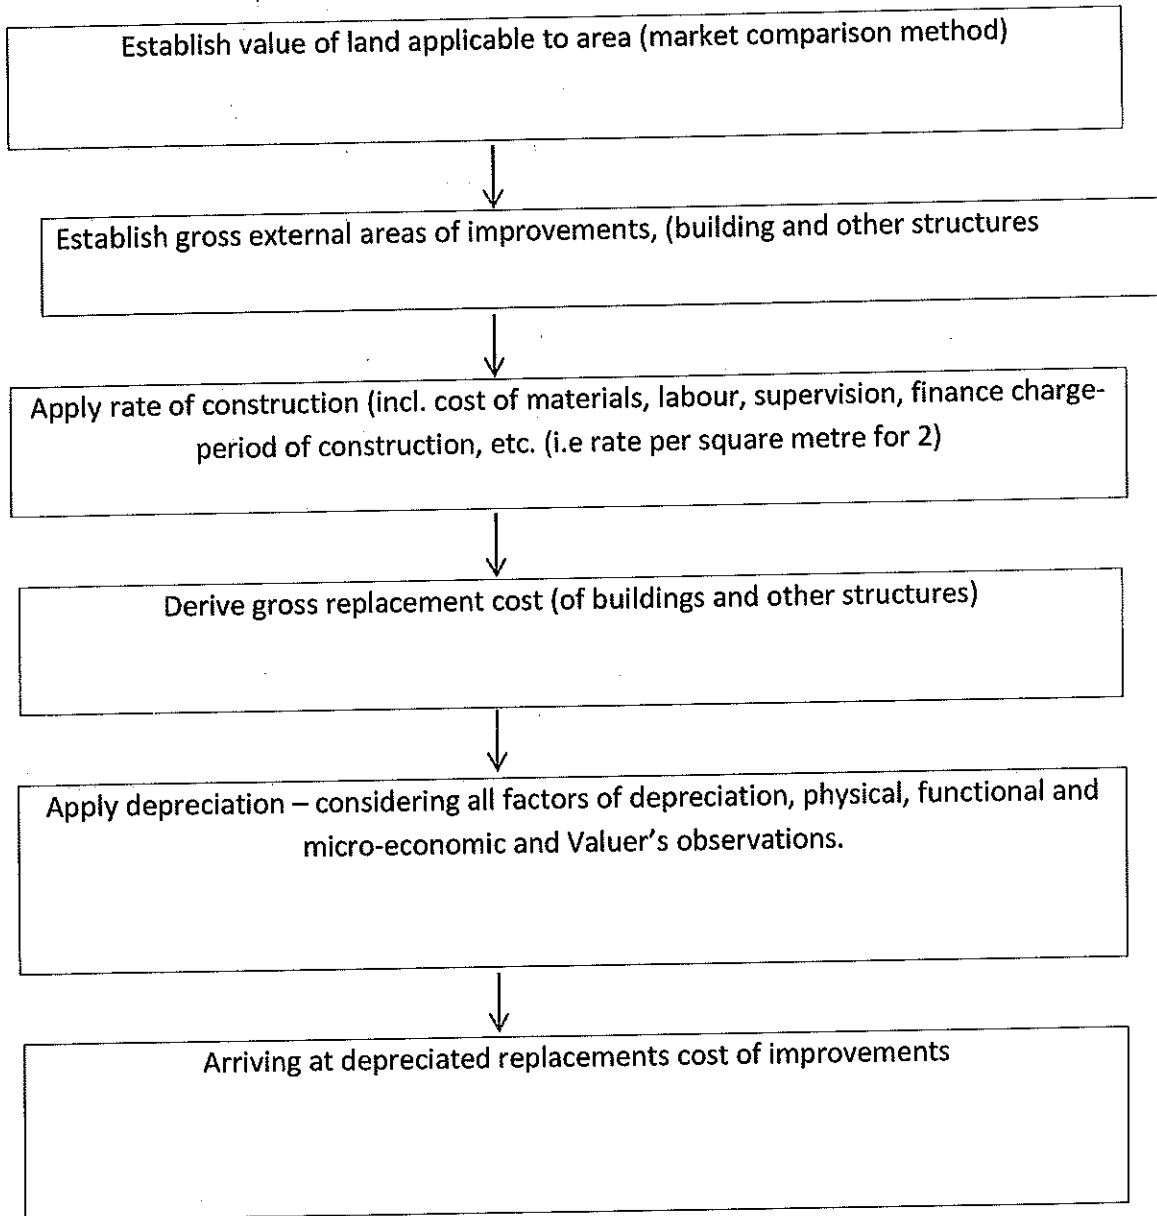 Establish value of land applicable to area (market comparison method)
Establish gross external areas of improvements, (building and other structures
Apply rate of construction (incl. cost of materials, labour, supervision, finance charge-
period of construction, etc. (i.e rate per square metre for 2)
Derive gross replacement cost (of buildings and other structures)
Apply depreciation – considering all factors of depreciation, physical, functional and
micro-economic and Valuer's observations.
Arriving at depreciated replacements cost of improvements